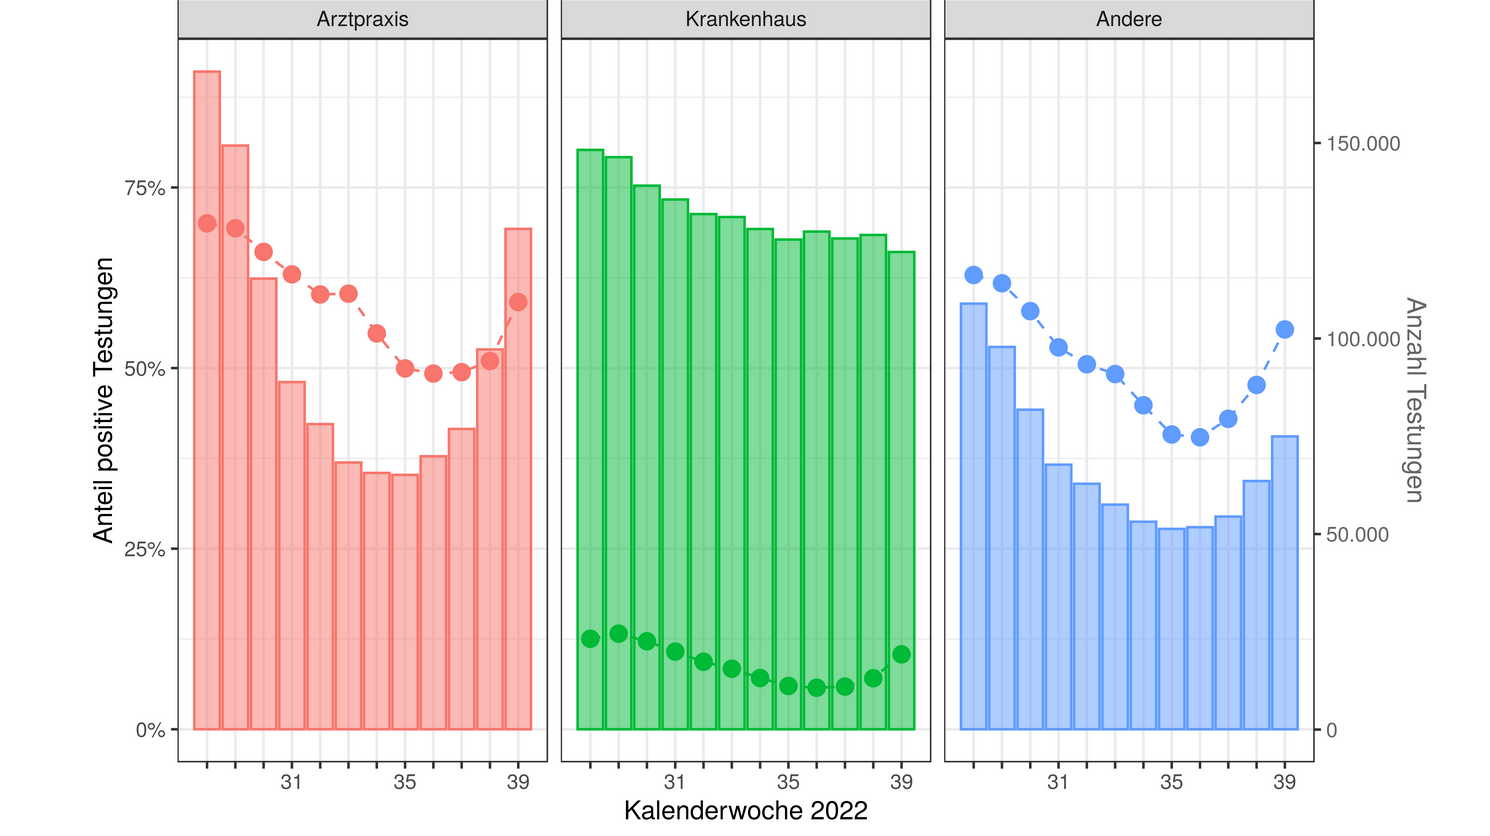 Arztpraxis Krankenhaus Andere
75%
50%
25%
0%
150.000
100.000
50.000
0
Anteil positive Testungen
Anzahl Testungen
31 35 39 31 35 39 31 35 39
Kalenderwoche 2022